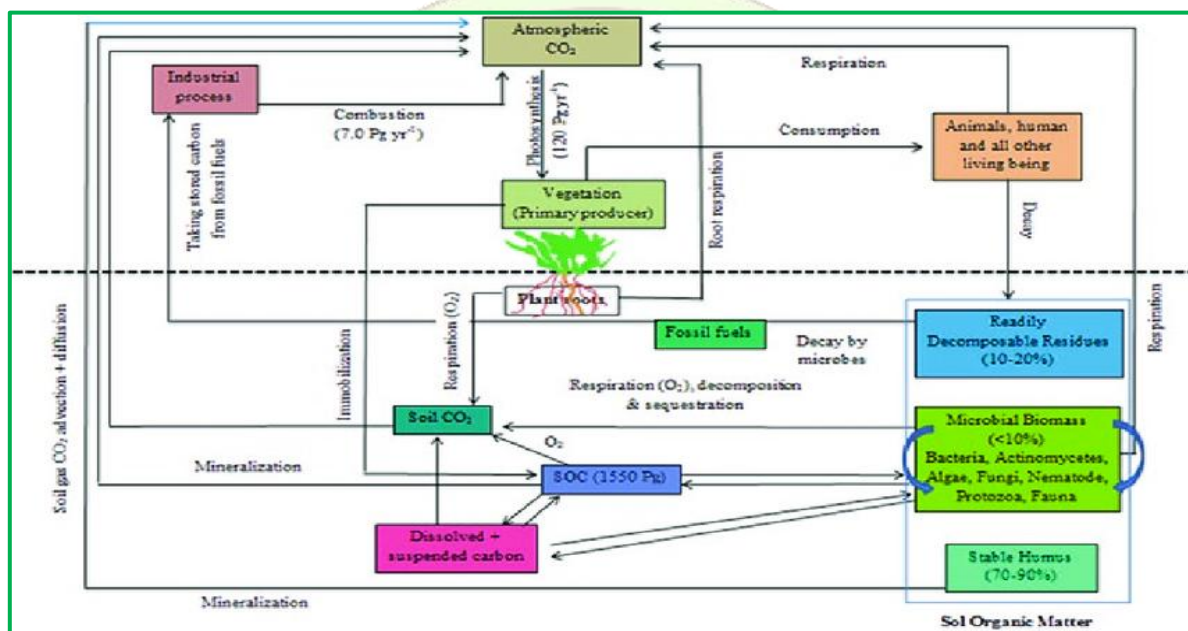 Atmospheric
CO₂
Respiration
Industrial
process
Combustion
(7.0 Pg yr⁻¹)
Photosynthesis
(120 Pg yr⁻¹)
Consumption
Animals, human
and all other
living being
Taking stored carbon
from fossil fuels
Vegetation
(Primary producer)
Root respiration
Decay
Plant roots
Respiration
Soil gas CO₂ advection + diffusion
Immobilization
Respiration (O₂)
Fossil fuels
Decay by
microbes
Readily
Decomposable Residues
(10-20%)
Respiration (O₂), decomposition
& sequestration
Soil CO₂
O₂
Microbial Biomass
(<10%)
Bacteria, Actinomycetes,
Algae, Fungi, Nematode,
Protozoa, Fauna
Mineralization
SOC (1550 Pg)
Dissolved +
suspended carbon
Stable Humus
(70-90%)
Mineralization
Sol Organic Matter